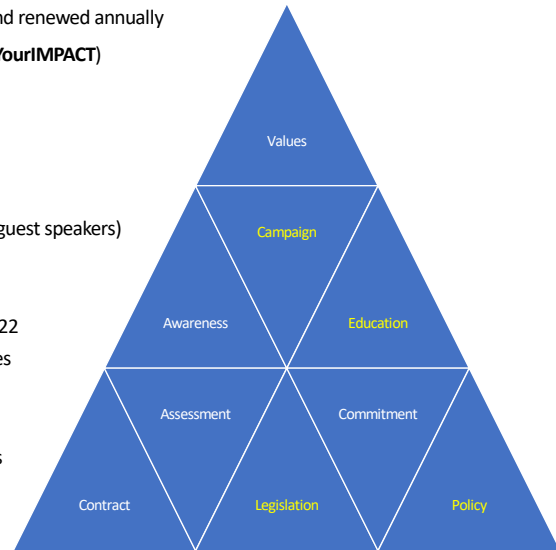 nd renewed annually
YourIMPACT)
Values
guest speakers)
Campaign
22
Awareness
Education
es
Assessment
Commitment
s
Contract
Legislation
Policy